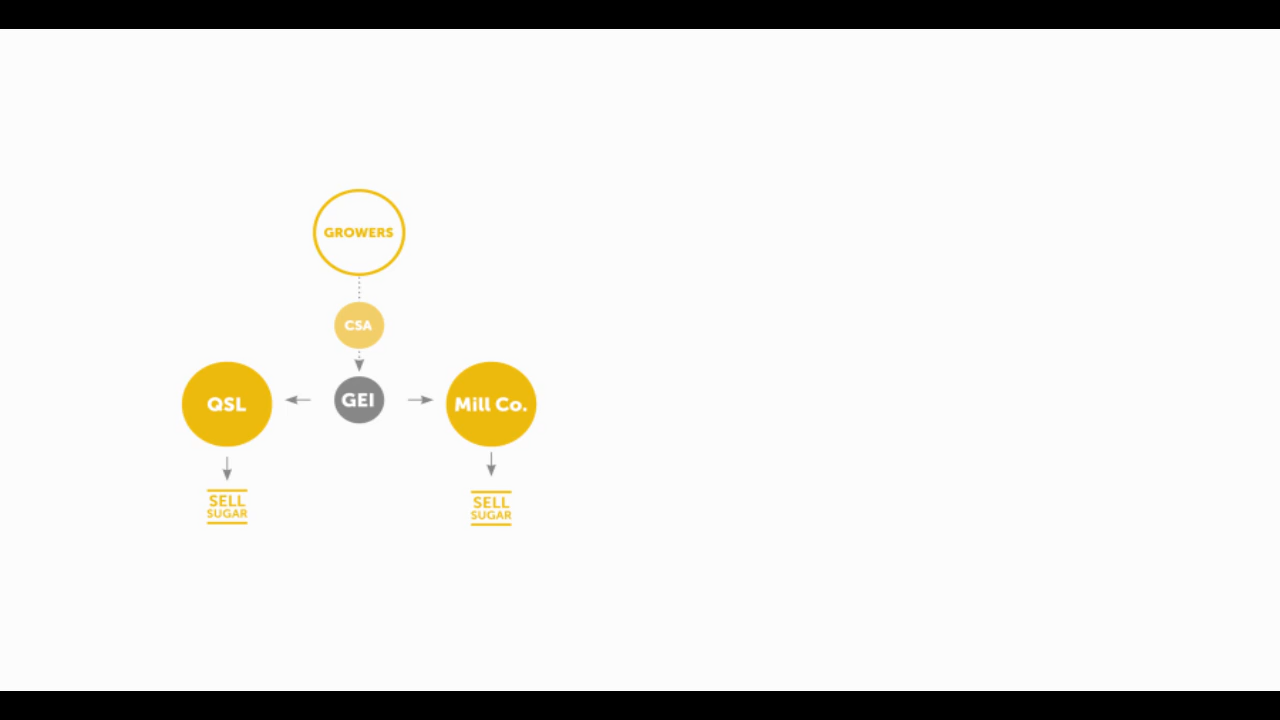 GROWERS
CSA
QSL
GEI
Mill Co.
SELL
SUGAR
SELL
SUGAR